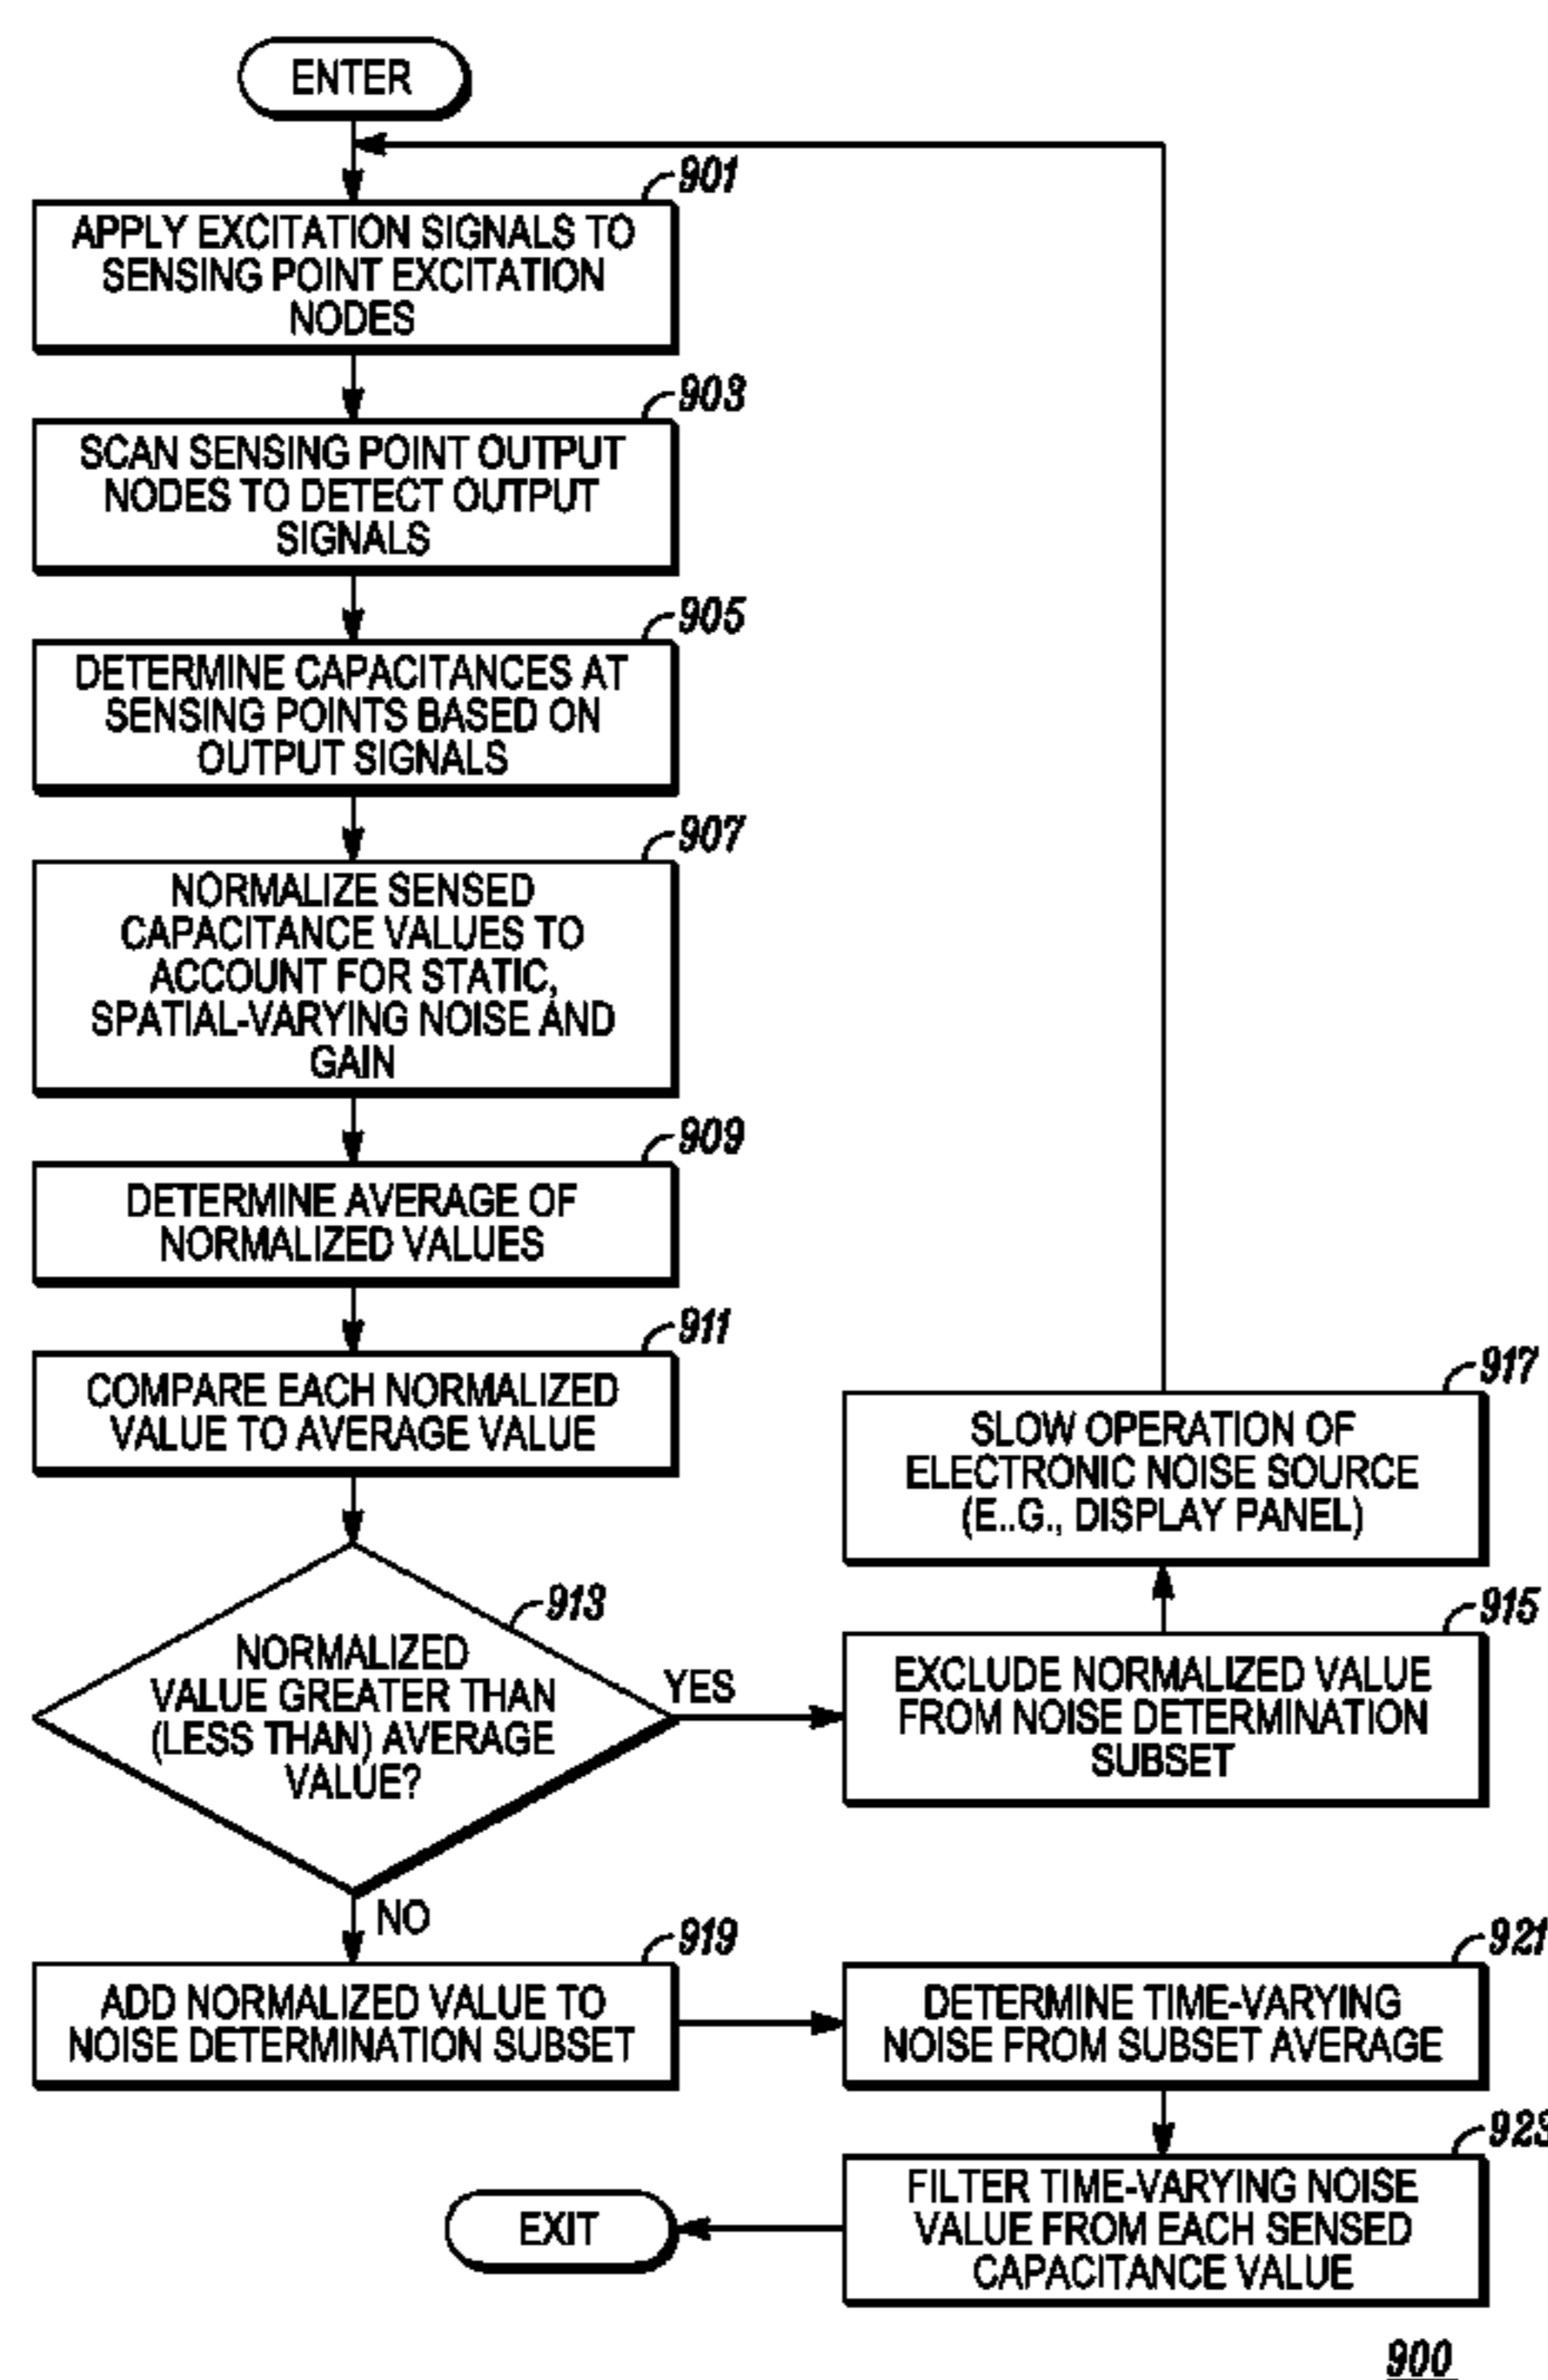 ENTER
901
APPLY EXCITATION SIGNALS TO
SENSING POINT EXCITATION
NODES
903
SCAN SENSING POINT OUTPUT
NODES TO DETECT OUTPUT
SIGNALS
905
DETERMINE CAPACITANCES AT
SENSING POINTS BASED ON
OUTPUT SIGNALS
907
NORMALIZE SENSED
CAPACITANCE VALUES TO
ACCOUNT FOR STATIC,
SPATIAL-VARYING NOISE AND
GAIN
909
DETERMINE AVERAGE OF
NORMALIZED VALUES
911
COMPARE EACH NORMALIZED
VALUE TO AVERAGE VALUE
913
NORMALIZED
VALUE GREATER THAN
(LESS THAN) AVERAGE
VALUE?
YES
915
EXCLUDE NORMALIZED VALUE
FROM NOISE DETERMINATION
SUBSET
917
SLOW OPERATION OF
ELECTRONIC NOISE SOURCE
(E..G., DISPLAY PANEL)
NO
919
ADD NORMALIZED VALUE TO
NOISE DETERMINATION SUBSET
921
DETERMINE TIME-VARYING
NOISE FROM SUBSET AVERAGE
923
FILTER TIME-VARYING NOISE
VALUE FROM EACH SENSED
CAPACITANCE VALUE
EXIT
900